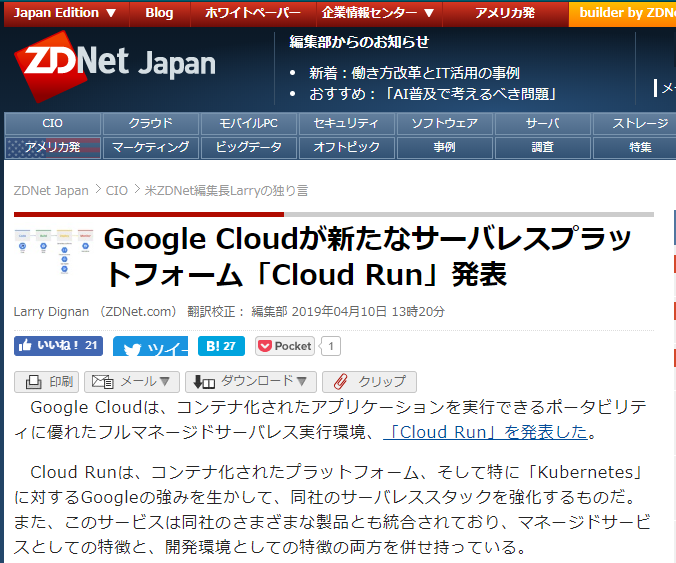 Japan Edition ▼ Blog ホワイトペーパー 企業情報センター ▼ アメリカ発 builder by ZDN
ZDNet Japan
編集部からのお知らせ
• 新着：働き方改革とIT活用の事例
• おすすめ：「AI普及で考えるべき問題」
メ
CIO クラウド モバイルPC セキュリティ ソフトウェア サーバ ストレージ
アメリカ発 マーケティング ビッグデータ オフトピック 事例 調査 特集
ZDNet Japan > CIO > 米ZDNet編集長Larryの独り言
Google Cloudが新たなサーバレスプラッ
トフォーム「Cloud Run」発表
Larry Dignan （ZDNet.com） 翻訳校正： 編集部 2019年04月10日 13時20分
いいね！ 21 ツイー B! 27 Pocket 1
印刷 メール▼ ダウンロード▼ クリップ
Google Cloudは、コンテナ化されたアプリケーションを実行できるポータビリテ
ィに優れたフルマネージドサーバレス実行環境、「Cloud Run」を発表した。
Cloud Runは、コンテナ化されたプラットフォーム、そして特に「Kubernetes」
に対するGoogleの強みを生かして、同社のサーバレススタックを強化するものだ。
また、このサービスは同社のさまざまな製品とも統合されており、マネージドサービ
スとしての特徴と、開発環境としての特徴の両方を併せ持っている。